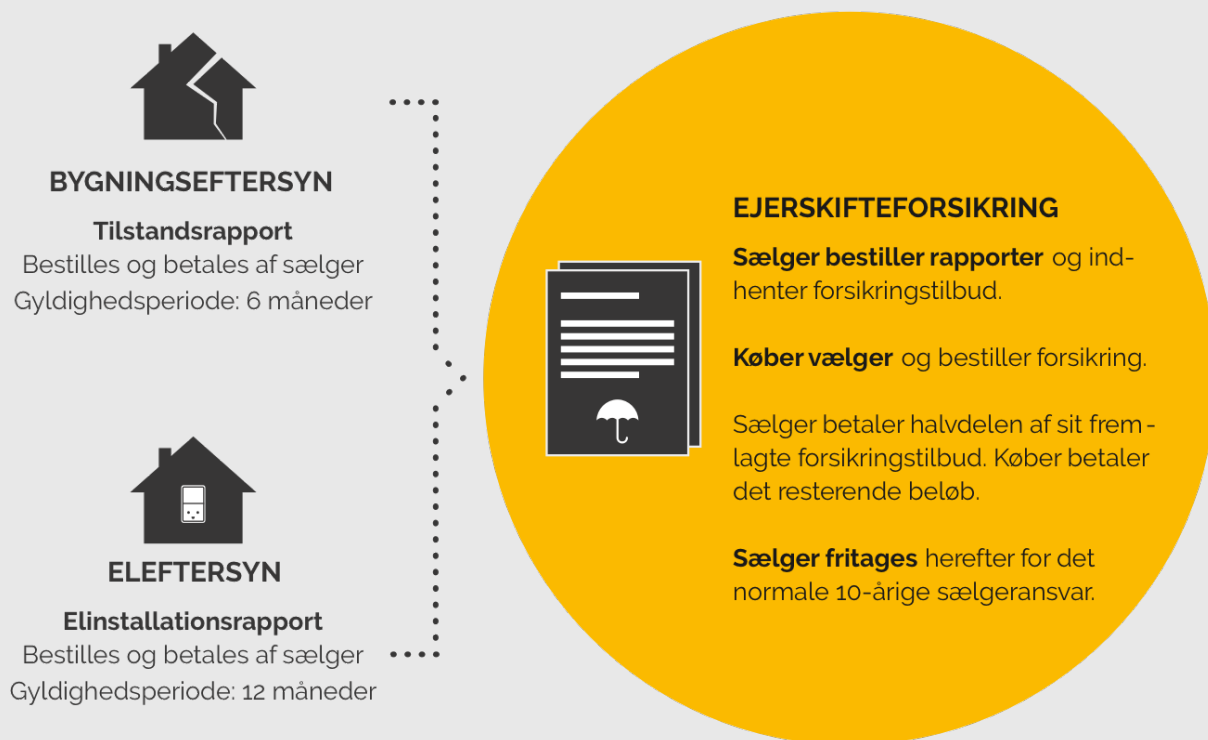 BYGNINGSEFTERSYN
Tilstandsrapport
Bestilles og betales af sælger
Gyldighedsperiode: 6 måneder
ELEFTERSYN
Elinstallationsrapport
Bestilles og betales af sælger
Gyldighedsperiode: 12 måneder
EJERSKIFTEFORSIKRING
Sælger bestiller rapporter og ind-
henter forsikringstilbud.
Køber vælger og bestiller forsikring.
Sælger betaler halvdelen af sit frem-
lagte forsikringstilbud. Køber betaler
det resterende beløb.
Sælger fritages herefter for det
normale 10-årige sælgeransvar.